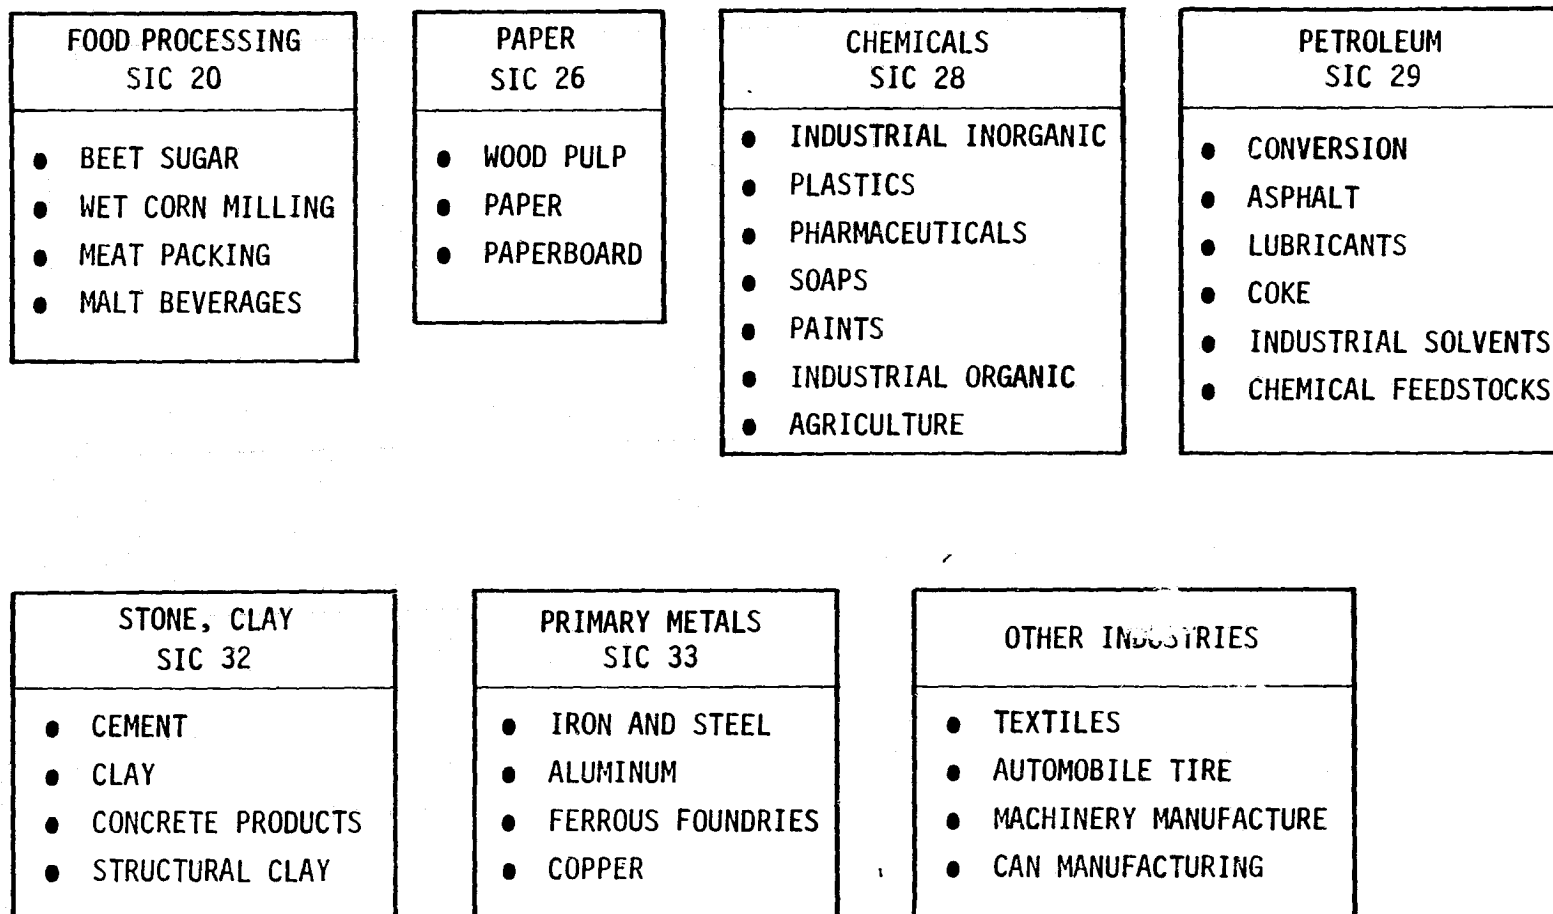 FOOD PROCESSING
SIC 20
● BEET SUGAR
● WET CORN MILLING
● MEAT PACKING
● MALT BEVERAGES
PAPER
SIC 26
● WOOD PULP
● PAPER
● PAPERBOARD
CHEMICALS
SIC 28
● INDUSTRIAL INORGANIC
● PLASTICS
● PHARMACEUTICALS
● SOAPS
● PAINTS
● INDUSTRIAL ORGANIC
● AGRICULTURE
PETROLEUM
SIC 29
● CONVERSION
● ASPHALT
● LUBRICANTS
● COKE
● INDUSTRIAL SOLVENTS
● CHEMICAL FEEDSTOCKS
STONE, CLAY
SIC 32
● CEMENT
● CLAY
● CONCRETE PRODUCTS
● STRUCTURAL CLAY
PRIMARY METALS
SIC 33
● IRON AND STEEL
● ALUMINUM
● FERROUS FOUNDRIES
● COPPER
OTHER INDUSTRIES
● TEXTILES
● AUTOMOBILE TIRE
● MACHINERY MANUFACTURE
● CAN MANUFACTURING